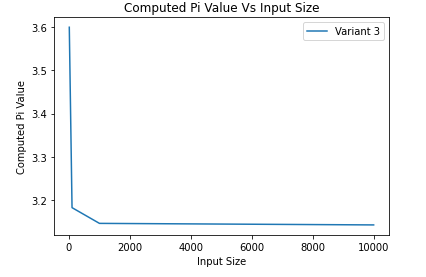 Computed Pi Value Vs Input Size
Variant 3
3.6
3.5
3.4
3.3
3.2
Computed Pi Value
0 2000 4000 6000 8000 10000
Input Size